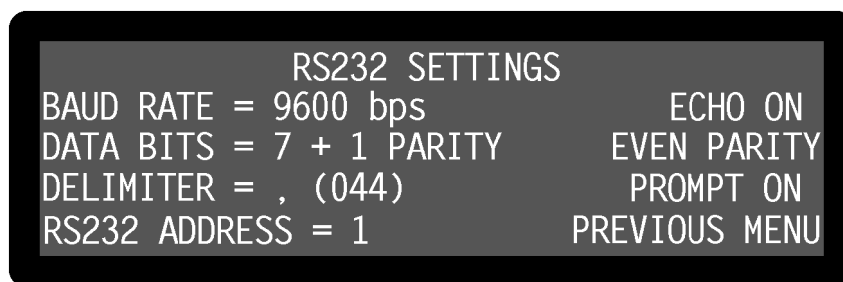 RS232 SETTINGS
BAUD RATE = 9600 bps ECHO ON
DATA BITS = 7 + 1 PARITY EVEN PARITY
DELIMITER = , (044) PROMPT ON
RS232 ADDRESS = 1 PREVIOUS MENU